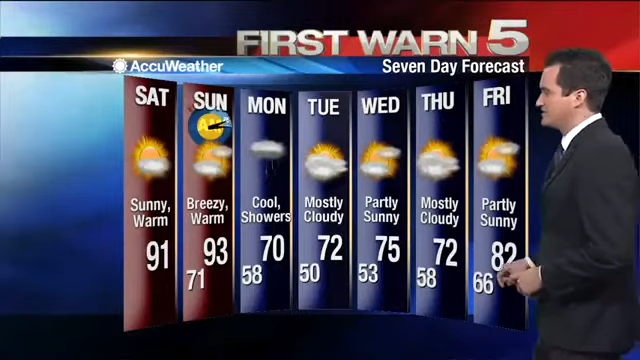 FIRST WARN 5
AccuWeather
Seven Day Forecast
SAT
SUN
MON
TUE
WED
THU
FRI
Sunny,
Warm
Breezy,
Warm
Cool,
Showers
Mostly
Cloudy
Partly
Sunny
Mostly
Cloudy
Partly
Sunny
91
93
70
72
75
72
82
71
58
50
53
58
66